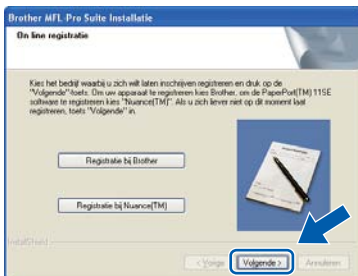 Brother MFL-Pro Suite Installatie
On line registratie
Kies het bedrijf waarbij u zich wilt laten inschrijven registreren en druk op de
"Volgende"-toets. Om uw apparaat te registreren kies Brother, om de PaperPort(TM) 11SE
software te registreren kies "Nuance(TM)". Als u zich liever niet op dit moment laat
registreren, toets "Volgende" in.
Registratie bij Brother
Registratie bij Nuance(TM)
InstallShield
< Vorige
Volgende >
Annuleren